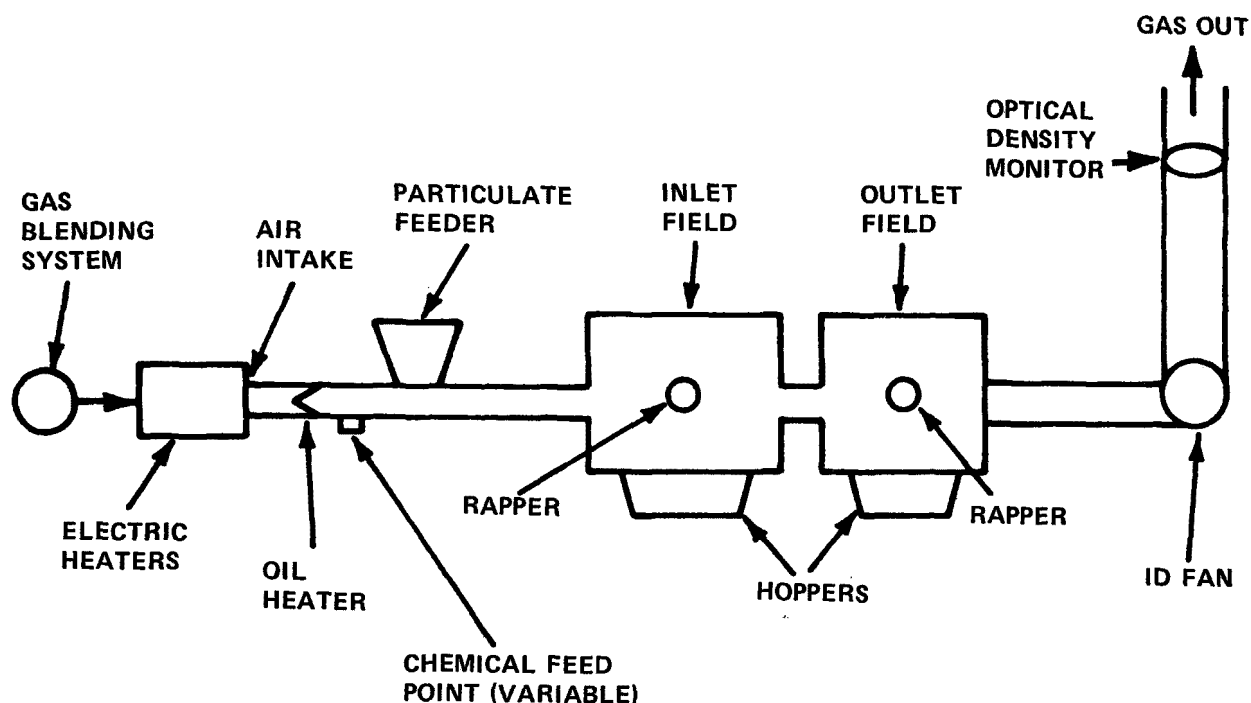 GAS OUT
OPTICAL
DENSITY
MONITOR
PARTICULATE
FEEDER
INLET
FIELD
OUTLET
FIELD
GAS
BLENDING
SYSTEM
AIR
INTAKE
ELECTRIC
HEATERS
OIL
HEATER
RAPPER
HOPPERS
RAPPER
ID FAN
CHEMICAL FEED
POINT (VARIABLE)